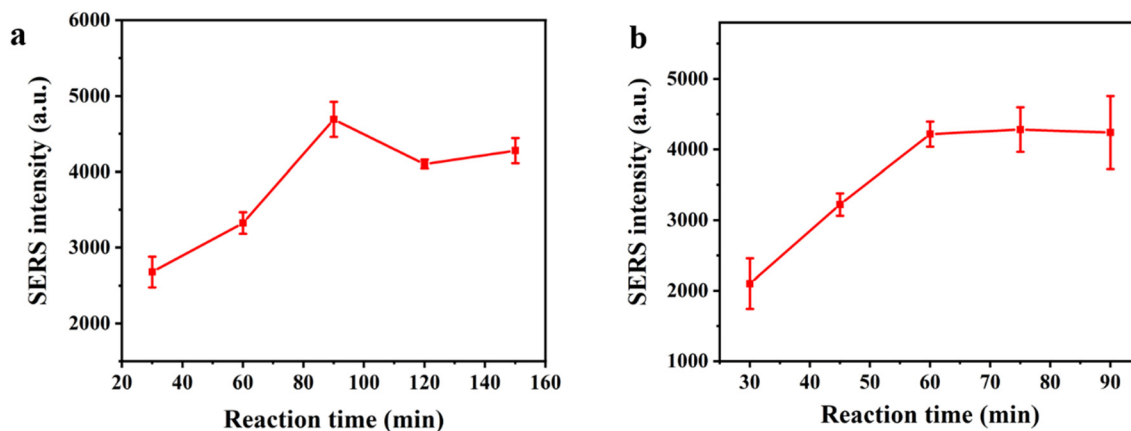 a
6000
5000
4000
3000
2000
SERS intensity (a.u.)
20 40 60 80 100 120 140 160
Reaction time (min)
b
5000
4000
3000
2000
1000
SERS intensity (a.u.)
30 40 50 60 70 80 90
Reaction time (min)